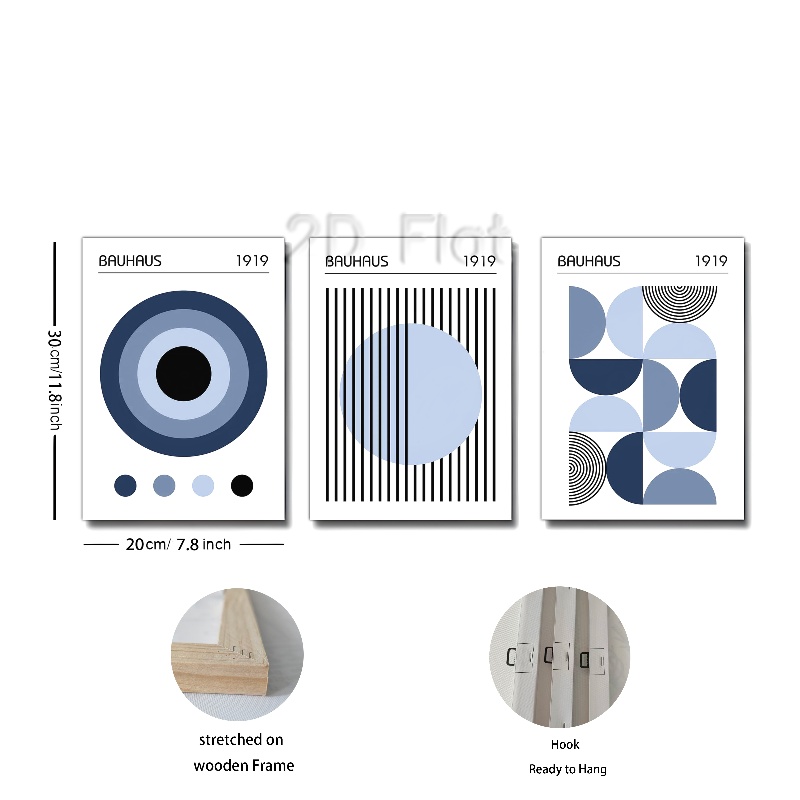 2D Flat
BAUHAUS 1919
BAUHAUS 1919
BAUHAUS 1919
30cm/11.8inch
20cm/ 7.8 inch
stretched on
wooden Frame
Hook
Ready to Hang